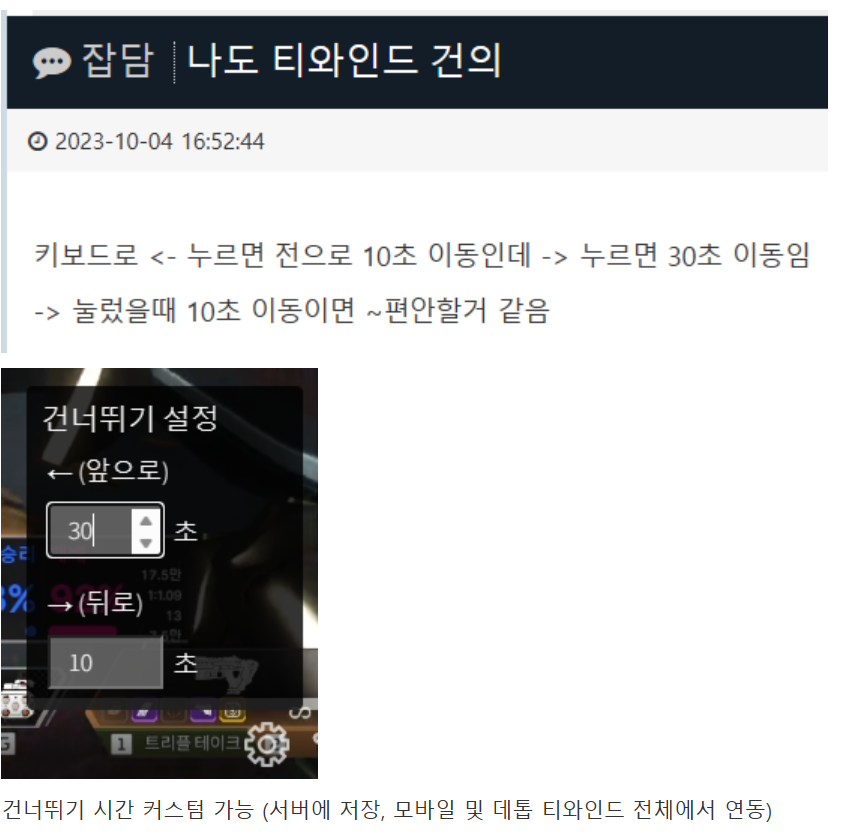 잡담 나도 티와인드 건의
2023-10-04 16:52:44
키보드로 <- 누르면 전으로 10초 이동인데 -> 누르면 30초 이동임
-> 눌렀을때 10초 이동이면 ~편안할거 같음
건너뛰기 설정
←(앞으로)
30 초
승리
17.5만
3% 92%
1:1.09
→(뒤로)
13
10 초
1 트리플 테이크
건너뛰기 시간 커스텀 가능 (서버에 저장, 모바일 및 데톱 티와인드 전체에서 연동)